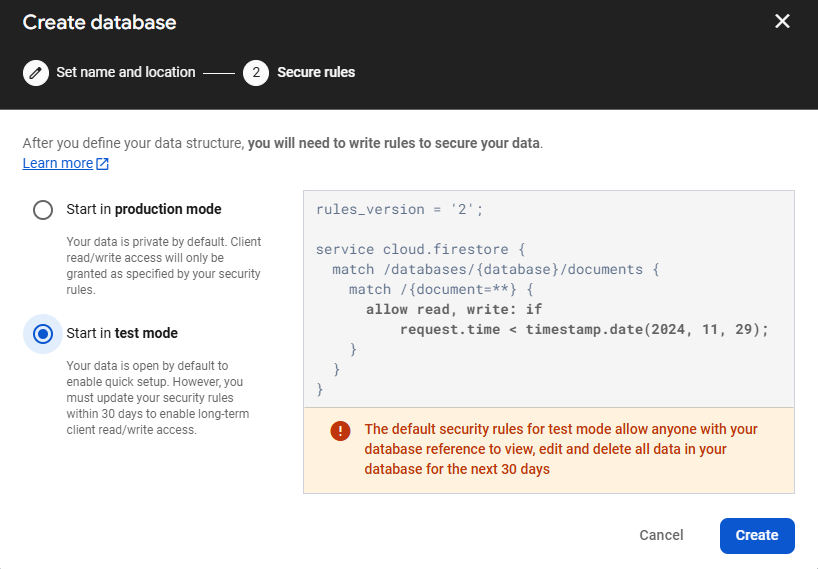 Create database
Set name and location
2
Secure rules
After you define your data structure, you will need to write rules to secure your data.
Learn more
Start in production mode
Your data is private by default. Client
read/write access will only be
granted as specified by your security
rules.
Start in test mode
Your data is open by default to
enable quick setup. However, you
must update your security rules
within 30 days to enable long-term
client read/write access.
rules_version = '2';
service cloud.firestore {
  match /databases/{database}/documents {
    match /{document=**} {
      allow read, write: if
          request.time < timestamp.date(2024, 11, 29);
    }
  }
}
The default security rules for test mode allow anyone with your
database reference to view, edit and delete all data in your
database for the next 30 days
Cancel
Create